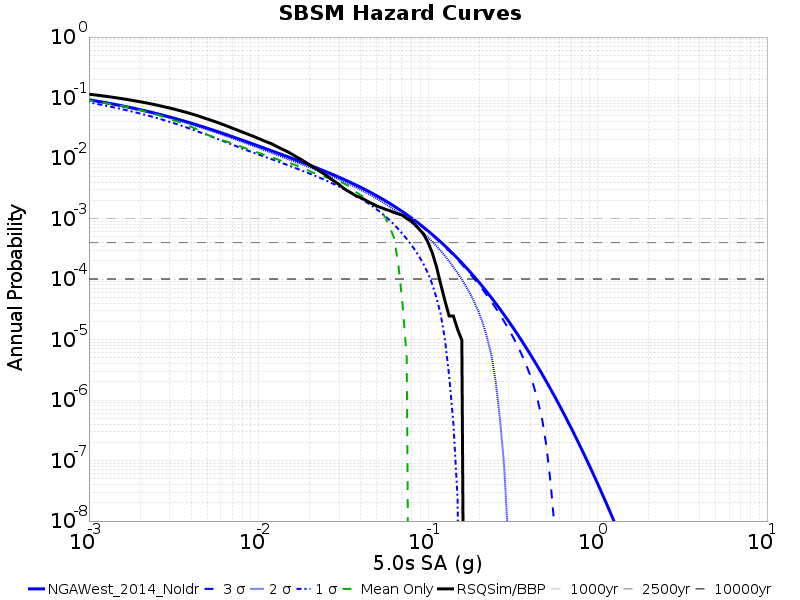 SBSM Hazard Curves
10^0
10^-1
10^-2
10^-3
10^-4
10^-5
10^-6
10^-7
10^-8
Annual Probability
10^-3 10^-2 10^-1 10^0 10^1
5.0s SA (g)
NGAWest_2014_NoIdr 3 σ 2 σ 1 σ Mean Only RSQSim/BBP 1000yr 2500yr 10000yr